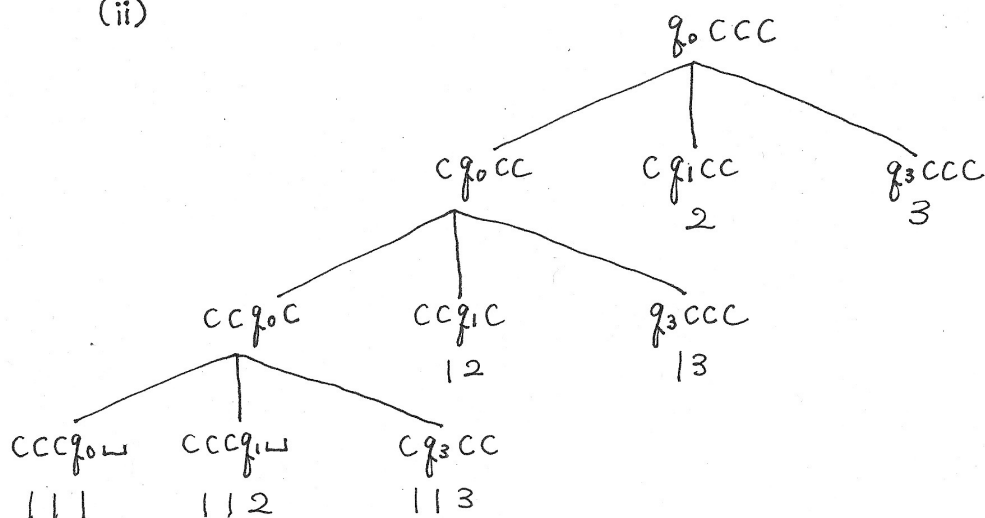 (ii)
q₀CCC
Cq₀CC Cq₁CC q₃CCC
2 3
CCq₀C CCq₁C q₃CCC
12 13
CCCq₀⊔ CCCq₁⊔ Cq₃CC
111 112 113